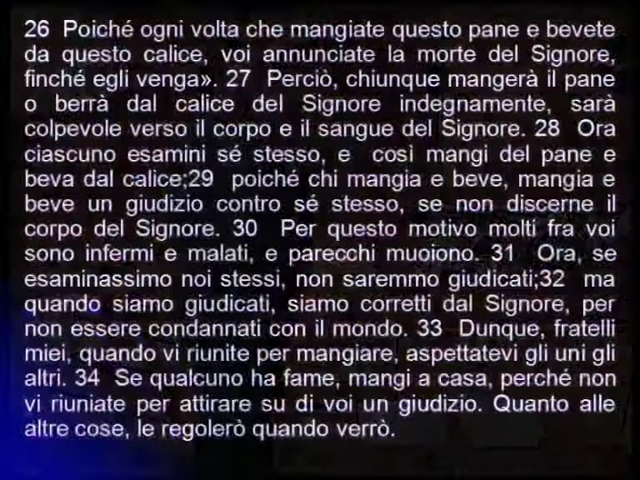 26  Poiché ogni volta che mangiate questo pane e bevete
da questo calice, voi annunciate la morte del Signore,
finché egli venga». 27  Perciò, chiunque mangerà il pane
o berrà dal calice del Signore indegnamente, sarà
colpevole verso il corpo e il sangue del Signore. 28  Ora
ciascuno esamini sé stesso, e  così mangi del pane e
beva dal calice;29  poiché chi mangia e beve, mangia e
beve un giudizio contro sé stesso, se non discerne il
corpo del Signore. 30  Per questo motivo molti fra voi
sono infermi e malati, e parecchi muoiono. 31  Ora, se
esaminassimo noi stessi, non saremmo giudicati;32  ma
quando siamo giudicati, siamo corretti dal Signore, per
non essere condannati con il mondo. 33  Dunque, fratelli
miei, quando vi riunite per mangiare, aspettatevi gli uni gli
altri. 34  Se qualcuno ha fame, mangi a casa, perché non
vi riuniate per attirare su di voi un giudizio. Quanto alle
altre cose, le regolerò quando verrò.